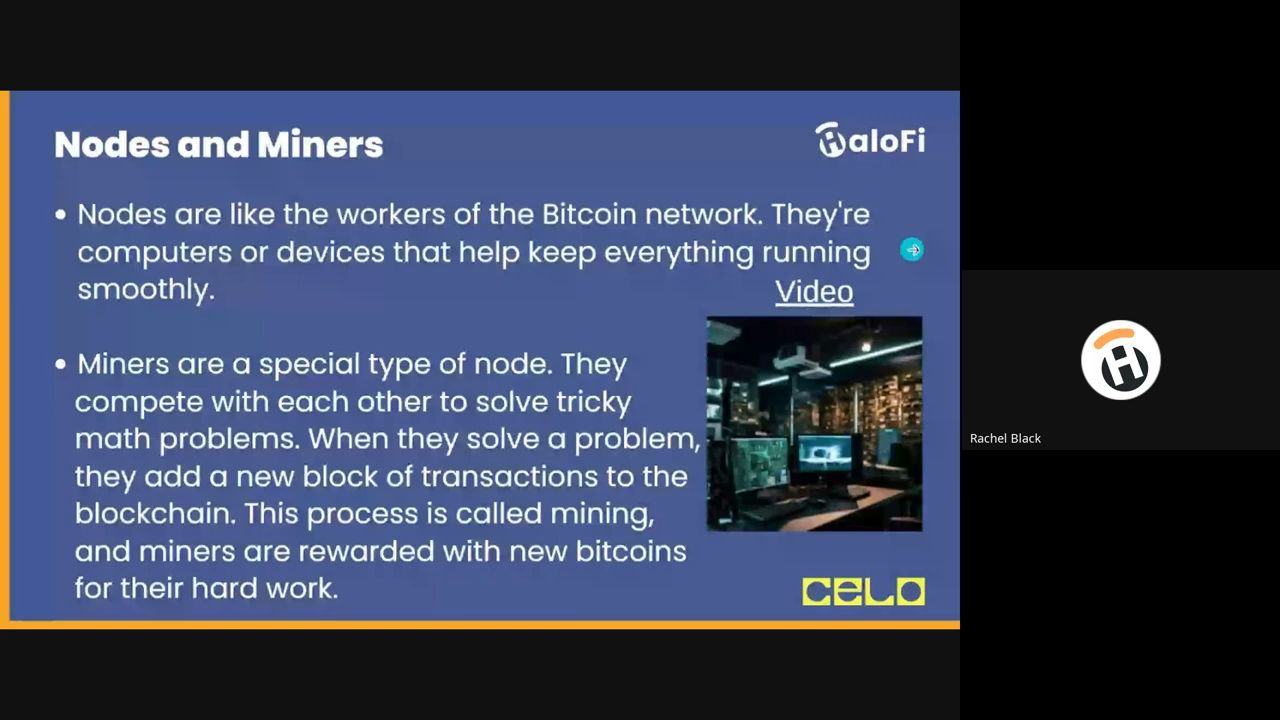 Nodes and Miners
HaloFi
• Nodes are like the workers of the Bitcoin network. They're
computers or devices that help keep everything running
smoothly.
Video
• Miners are a special type of node. They
compete with each other to solve tricky
math problems. When they solve a problem,
they add a new block of transactions to the
blockchain. This process is called mining,
and miners are rewarded with new bitcoins
for their hard work.
CELO
H
Rachel Black